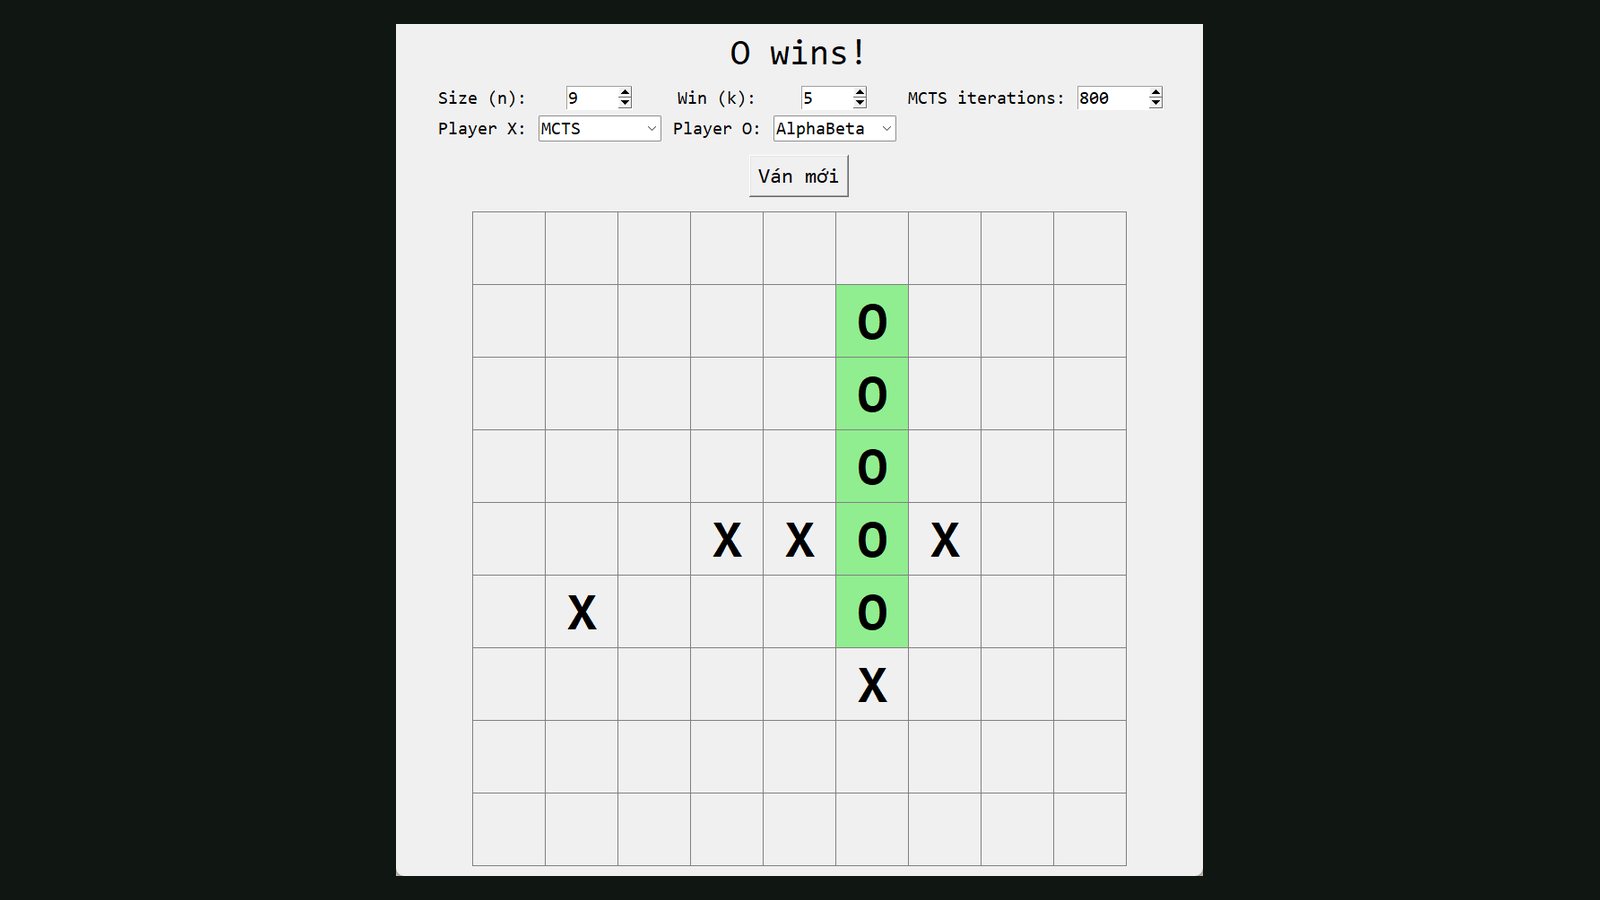 O wins!
Size (n): 9 Win (k): 5 MCTS iterations: 800
Player X: MCTS Player O: AlphaBeta
Ván mới
O
O
O
X X O X
X O
X